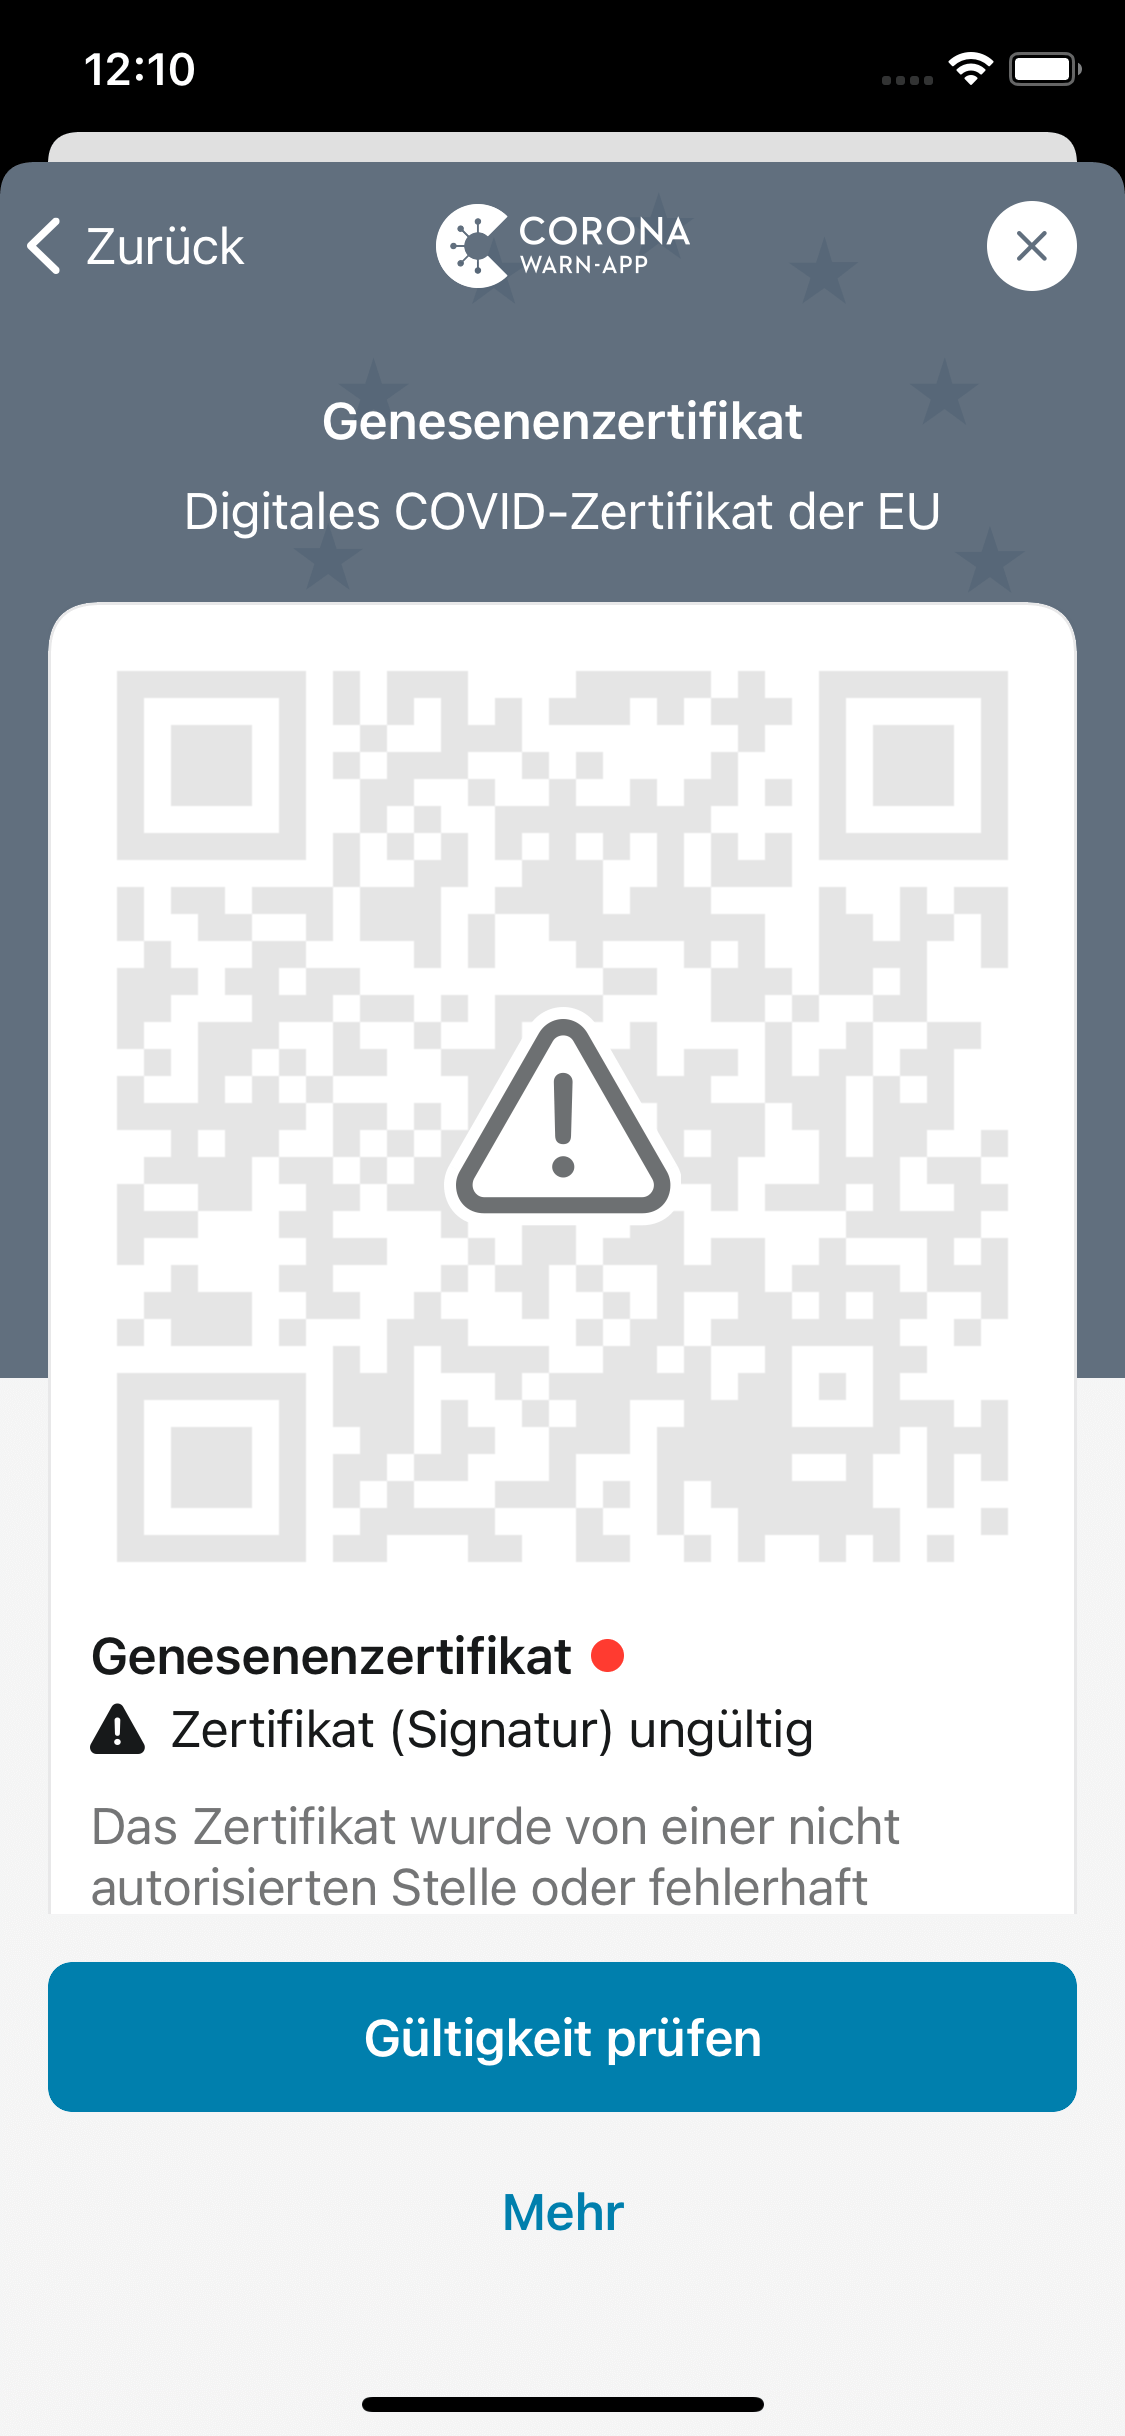 12:10
Zurück
CORONA
WARN-APP
Genesenenzertifikat
Digitales COVID-Zertifikat der EU
Genesenenzertifikat
Zertifikat (Signatur) ungültig
Das Zertifikat wurde von einer nicht
autorisierten Stelle oder fehlerhaft
Gültigkeit prüfen
Mehr